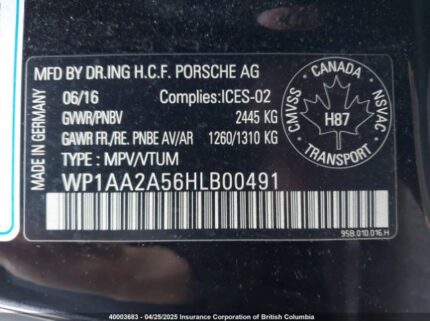 MFD BY DR.ING H.C.F. PORSCHE AG
06/16 Complies:ICES-02
GVWR/PNBV 2445 KG
GAWR FR./RE. PNBE AV/AR 1260/1310 KG
TYPE : MPV/VTUM
WP1AA2A56HLB00491
MADE IN GERMANY
CANADA
CMVSS
NSVAC
H87
TRANSPORT
95B.010.016.H
40003683 - 04/25/2025 Insurance Corporation of British Columbia